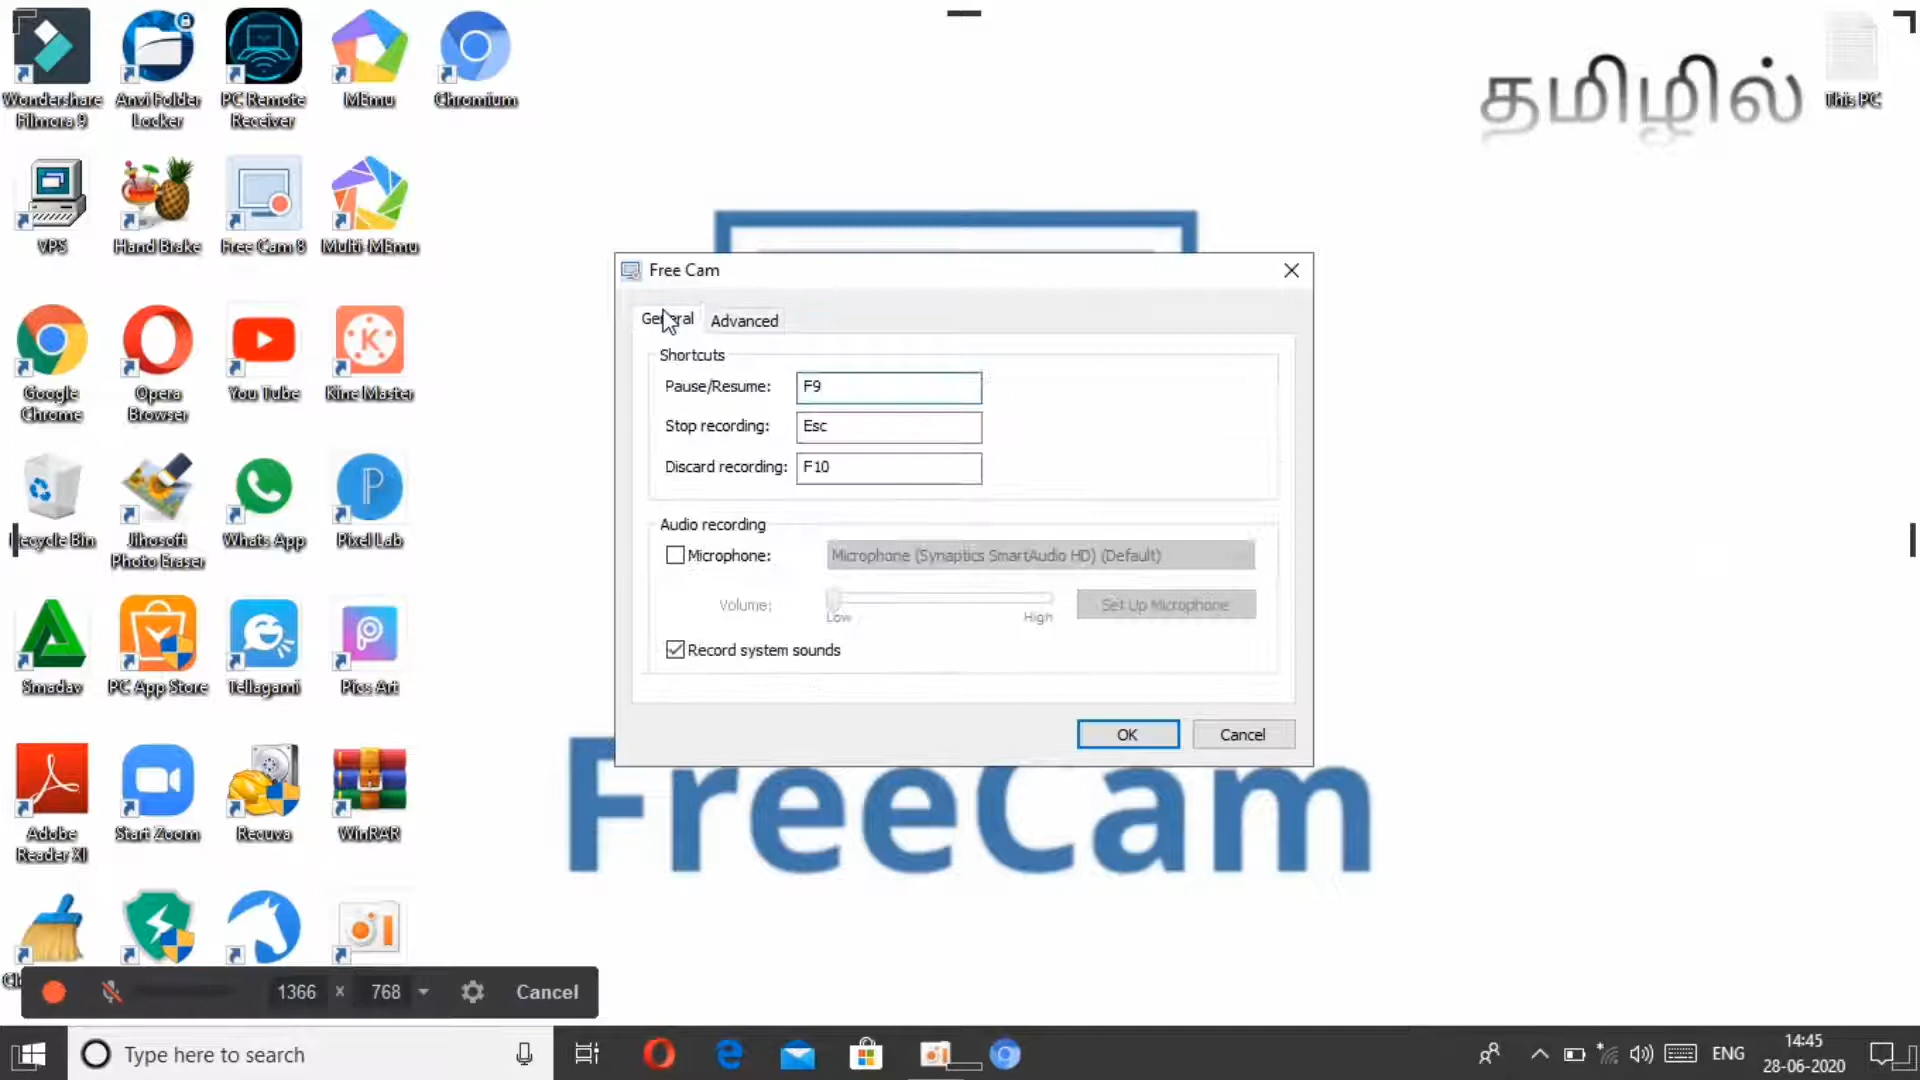 Wondershare
Filmora 9
Anvi Folder
Locker
PC Remote
Receiver
MEmu
Chromium
தமிழில்
This PC
VPS
Hand Brake
Free Cam 8
Multi-MEmu
Google
Chrome
Opera
Browser
You Tube
Kine Master
Recycle Bin
Jihosoft
Photo Eraser
Whats App
Pixel Lab
Smadav
PC App Store
Tellagami
Pics Art
Adobe
Reader XI
Start Zoom
Recuva
WinRAR
Free Cam
General
Advanced
Shortcuts
Pause/Resume: F9
Stop recording: Esc
Discard recording: F10
Audio recording
Microphone: Microphone (Synaptics SmartAudio HD) (Default)
Volume:
Low High
Set Up Microphone
Record system sounds
OK
Cancel
FreeCam
1366 x 768
Cancel
Type here to search
ENG
14:45
28-06-2020